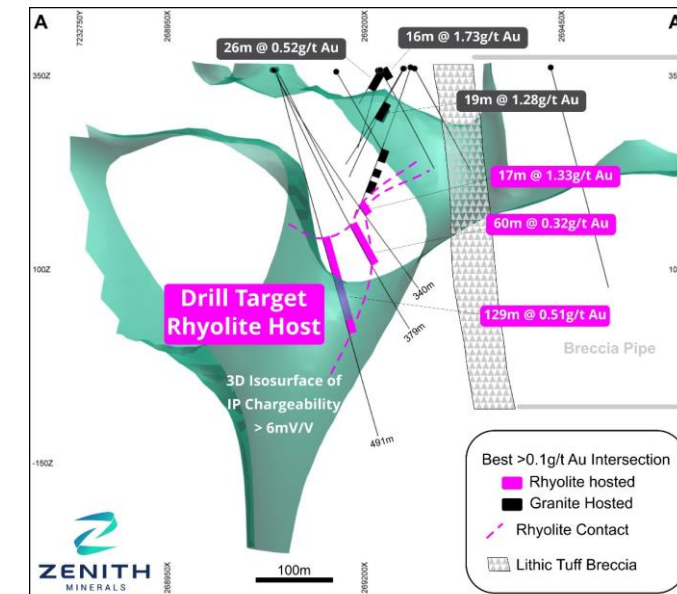 A
A
7232750Y
268950X
269200X
269450X
26m @ 0.52g/t Au
16m @ 1.73g/t Au
350Z
350
19m @ 1.28g/t Au
17m @ 1.33g/t Au
60m @ 0.32g/t Au
100Z
10
Drill Target
Rhyolite Host
340m
129m @ 0.51g/t Au
379m
Breccia Pipe
3D Isosurface of
IP Chargeability
> 6mV/V
491m
-150Z
Best >0.1g/t Au Intersection
Rhyolite hosted
Granite Hosted
Rhyolite Contact
Lithic Tuff Breccia
ZENITH
MINERALS
268950X
100m
269200X